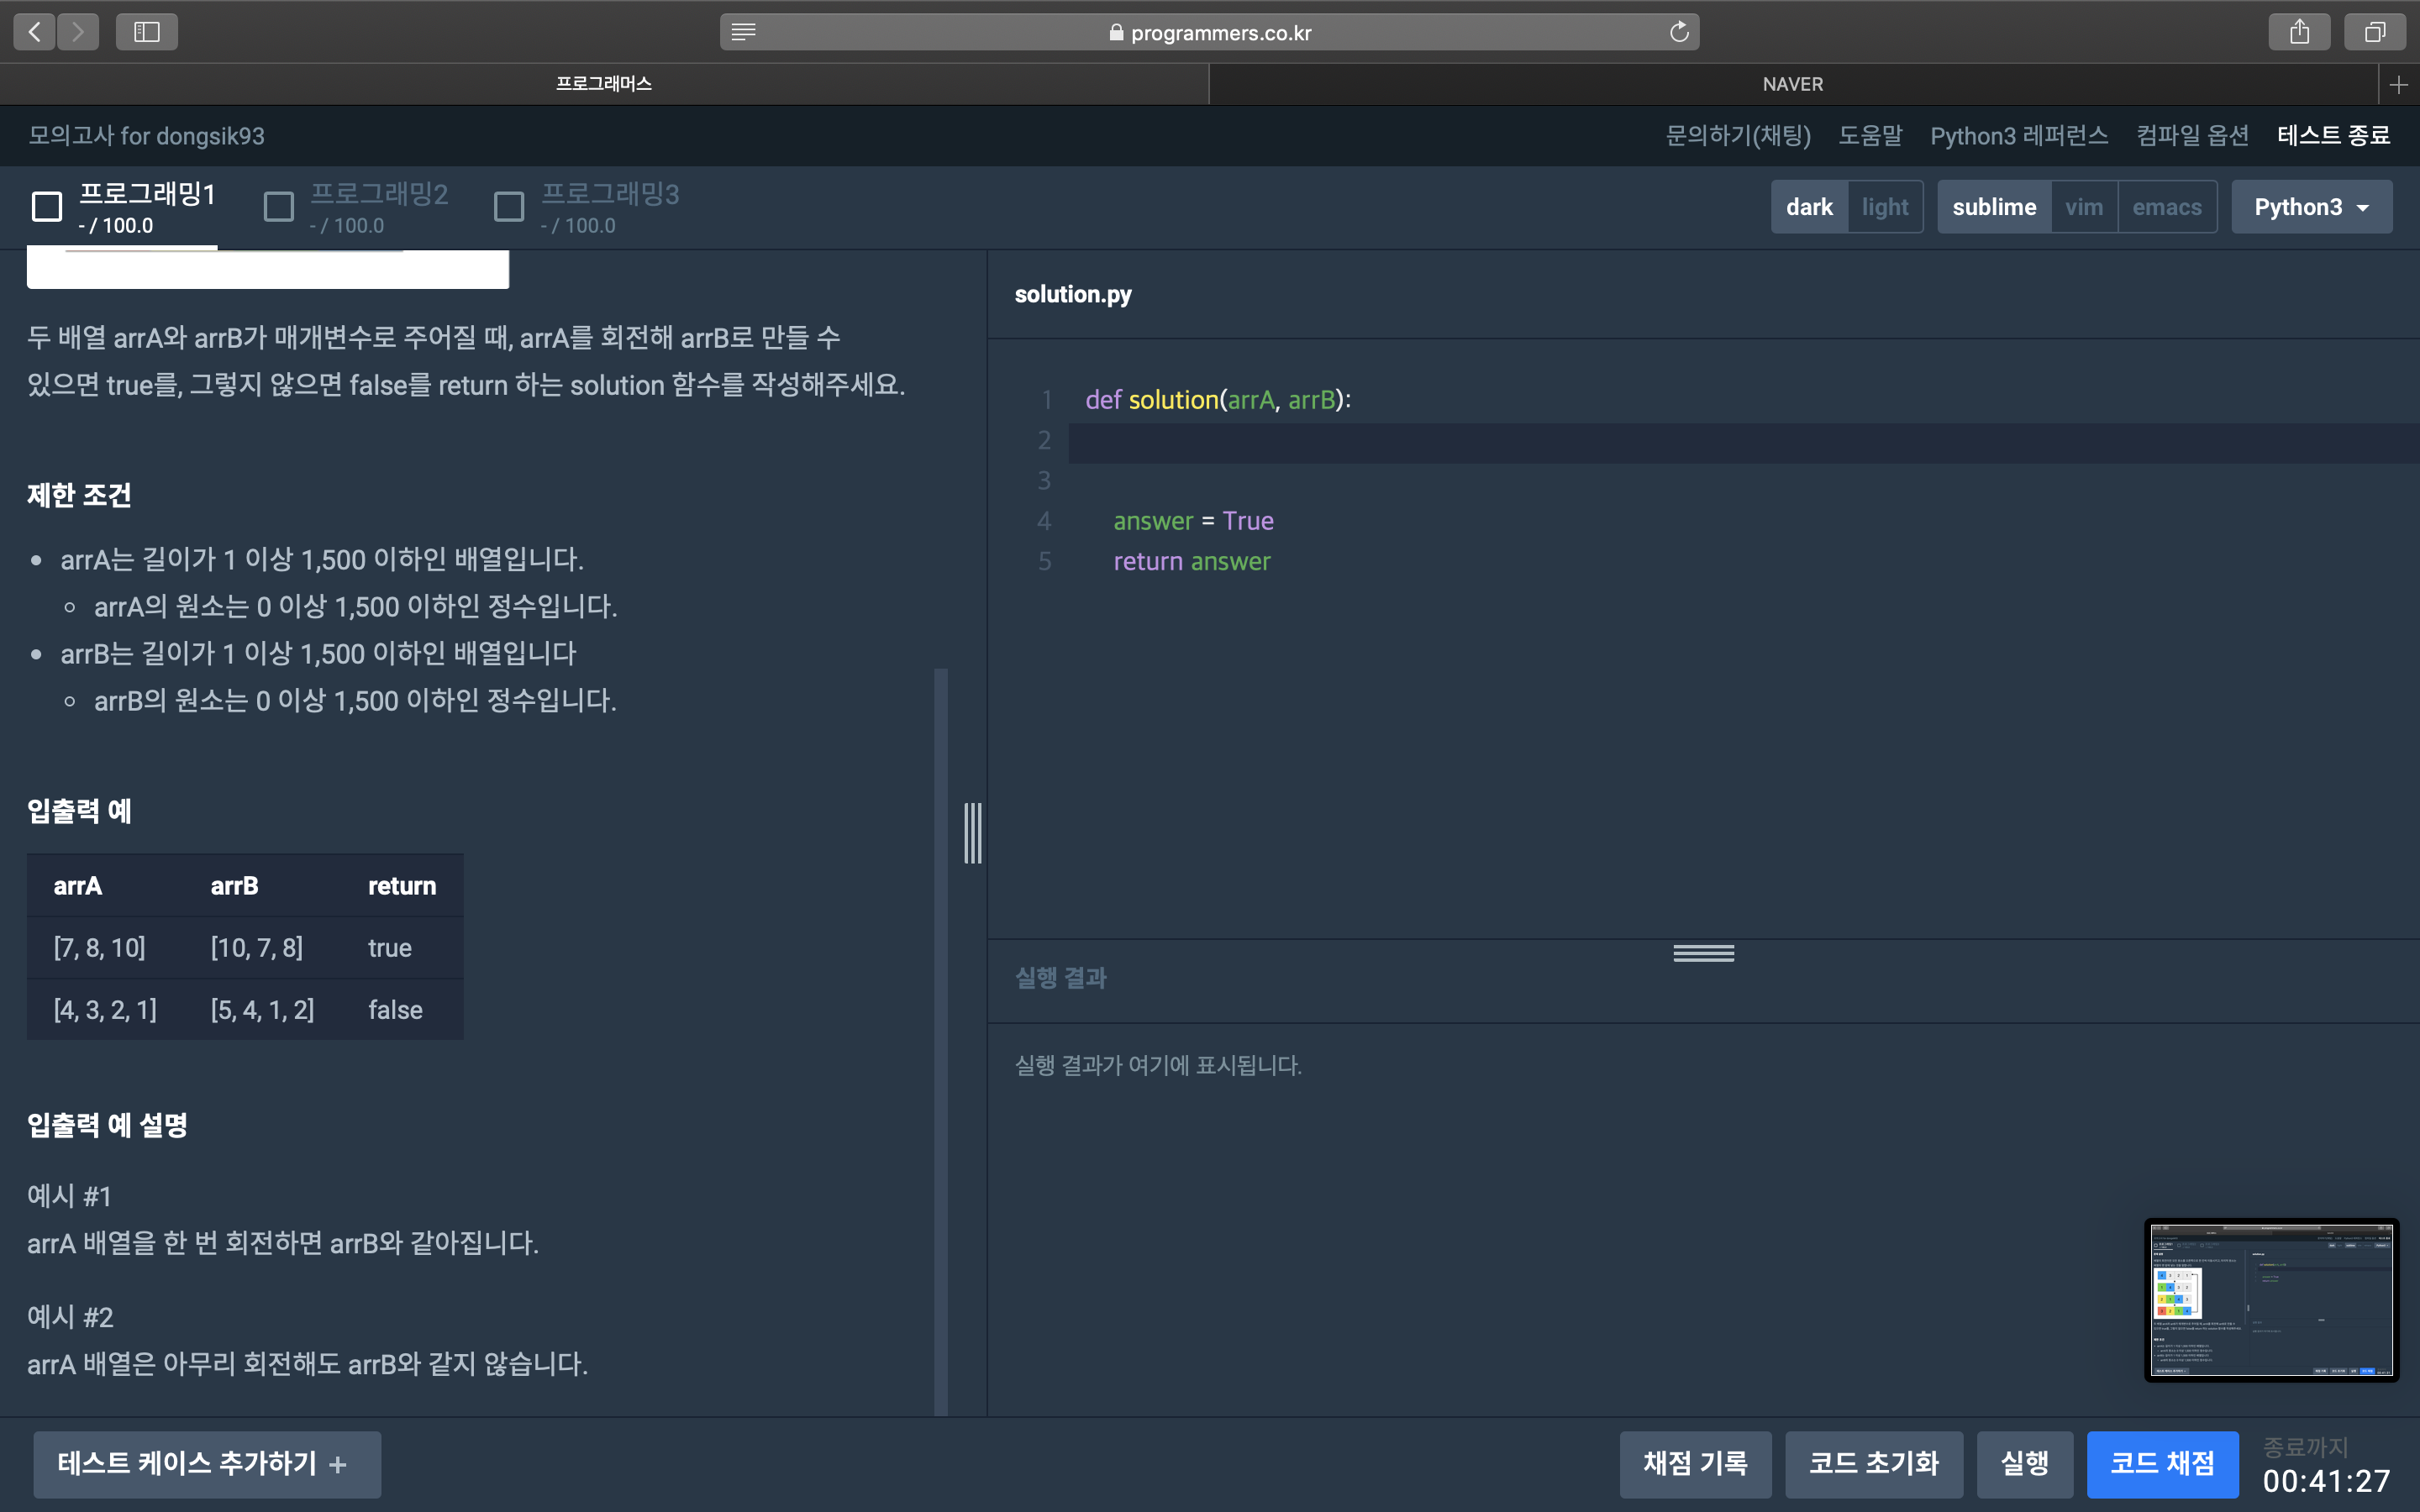 programmers.co.kr
프로그래머스
NAVER
모의고사 for dongsik93
문의하기(채팅) 도움말 Python3 레퍼런스 컴파일 옵션 테스트 종료
프로그래밍1
- / 100.0
프로그래밍2
- / 100.0
프로그래밍3
- / 100.0
dark light
sublime vim emacs
Python3
두 배열 arrA와 arrB가 매개변수로 주어질 때, arrA를 회전해 arrB로 만들 수
있으면 true를, 그렇지 않으면 false를 return 하는 solution 함수를 작성해주세요.
제한 조건
arrA는 길이가 1 이상 1,500 이하인 배열입니다.
arrA의 원소는 0 이상 1,500 이하인 정수입니다.
arrB는 길이가 1 이상 1,500 이하인 배열입니다
arrB의 원소는 0 이상 1,500 이하인 정수입니다.
입출력 예
arrA arrB return
[7, 8, 10] [10, 7, 8] true
[4, 3, 2, 1] [5, 4, 1, 2] false
입출력 예 설명
예시 #1
arrA 배열을 한 번 회전하면 arrB와 같아집니다.
예시 #2
arrA 배열은 아무리 회전해도 arrB와 같지 않습니다.
solution.py
1 def solution(arrA, arrB):
2
3
4 answer = True
5 return answer
실행 결과
실행 결과가 여기에 표시됩니다.
테스트 케이스 추가하기 +
채점 기록
코드 초기화
실행
코드 채점
종료까지
00:41:27